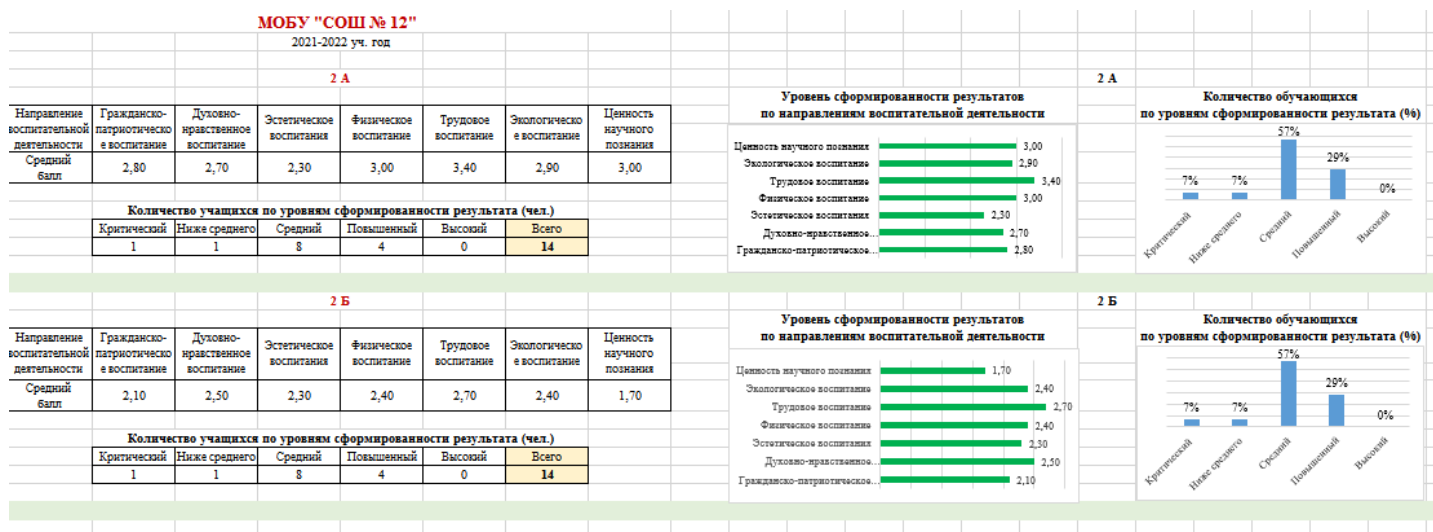 МОБУ "СОШ № 12"
2021-2022 уч. год
2 А
Направление воспитательной деятельности
Гражданско-патриотическое воспитание
Духовно-нравственное воспитание
Эстетическое воспитания
Физическое воспитание
Трудовое воспитание
Экологическое воспитание
Ценность научного познания
Средний балл
2,80
2,70
2,30
3,00
3,40
2,90
3,00
Количество учащихся по уровням сформированности результата (чел.)
Критический Ниже среднего Средний Повышенный Высокий Всего
1 1 8 4 0 14
2 А
Уровень сформированности результатов
по направлениям воспитательной деятельности
Ценность научного познания 3,00
Экологическое воспитание 2,90
Трудовое воспитание 3,40
Физическое воспитание 3,00
Эстетическое воспитания 2,30
Духовно-нравственное... 2,70
Гражданско-патриотическое... 2,80
Количество обучающихся
по уровням сформированности результата (%)
7% 7% 57% 29% 0%
Критический
Ниже среднего
Средний
Повышенный
Высокий
2 Б
Направление воспитательной деятельности
Гражданско-патриотическое воспитание
Духовно-нравственное воспитание
Эстетическое воспитания
Физическое воспитание
Трудовое воспитание
Экологическое воспитание
Ценность научного познания
Средний балл
2,10
2,50
2,30
2,40
2,70
2,40
1,70
Количество учащихся по уровням сформированности результата (чел.)
Критический Ниже среднего Средний Повышенный Высокий Всего
1 1 8 4 0 14
2 Б
Уровень сформированности результатов
по направлениям воспитательной деятельности
Ценность научного познания 1,70
Экологическое воспитание 2,40
Трудовое воспитание 2,70
Физическое воспитание 2,40
Эстетическое воспитания 2,30
Духовно-нравственное... 2,50
Гражданско-патриотическое... 2,10
Количество обучающихся
по уровням сформированности результата (%)
7% 7% 57% 29% 0%
Критический
Ниже среднего
Средний
Повышенный
Высокий